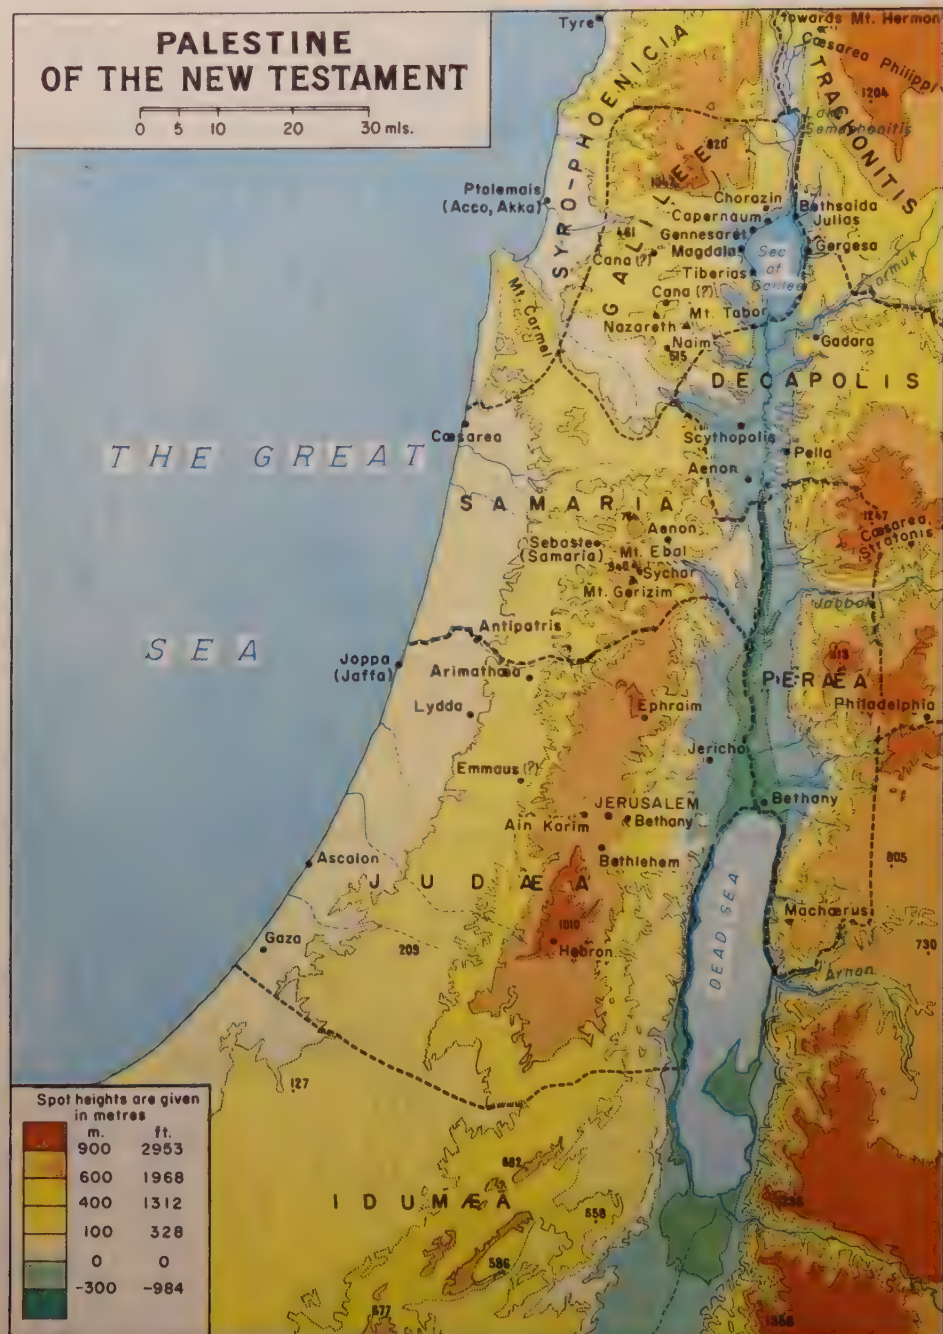 PALESTINE
OF THE NEW TESTAMENT
0 5 10 20 30 mls.
Tyre
towards Mt. Hermon
Cæsarea Philippi
TRACHONITIS
1204
SYRO-PHOENICIA
Lake
Semechonitis
820
GALILEE
Ptolemais
(Acco, Akka)
Chorazin
Bethsaida
Julias
Capernaum
Gennesaret
Magdala
Gergesa
Sea
of
Galilee
Cana (?)
Tiberias
Yarmuk
Cana (?)
Mt. Carmel
Mt. Tabor
Nazareth
Naim
515
Gadara
DECAPOLIS
Cæsarea
Scythopolis
Pella
Aenon
THE GREAT
SEA
SAMARIA
1247
Cæsarea
Stratonis
Aenon
Sebaste
(Samaria)
Mt. Ebal
Sychar
Mt. Gerizim
Jabbok
Antipatris
Joppa
(Jaffa)
Arimathæa
PERÆA
Lydda
Ephraim
Philadelphia
Jericho
Emmaus (?)
Bethany
JERUSALEM
Ain Karim
Bethany
Bethlehem
Ascalon
805
JUDÆA
DEAD SEA
Machærus
1010
Gaza
209
Hebron
730
Arnon
127
Spot heights are given
in metres
m. ft.
900 2953
600 1968
400 1312
100 328
0 0
-300 -984
IDUMÆA
558
586